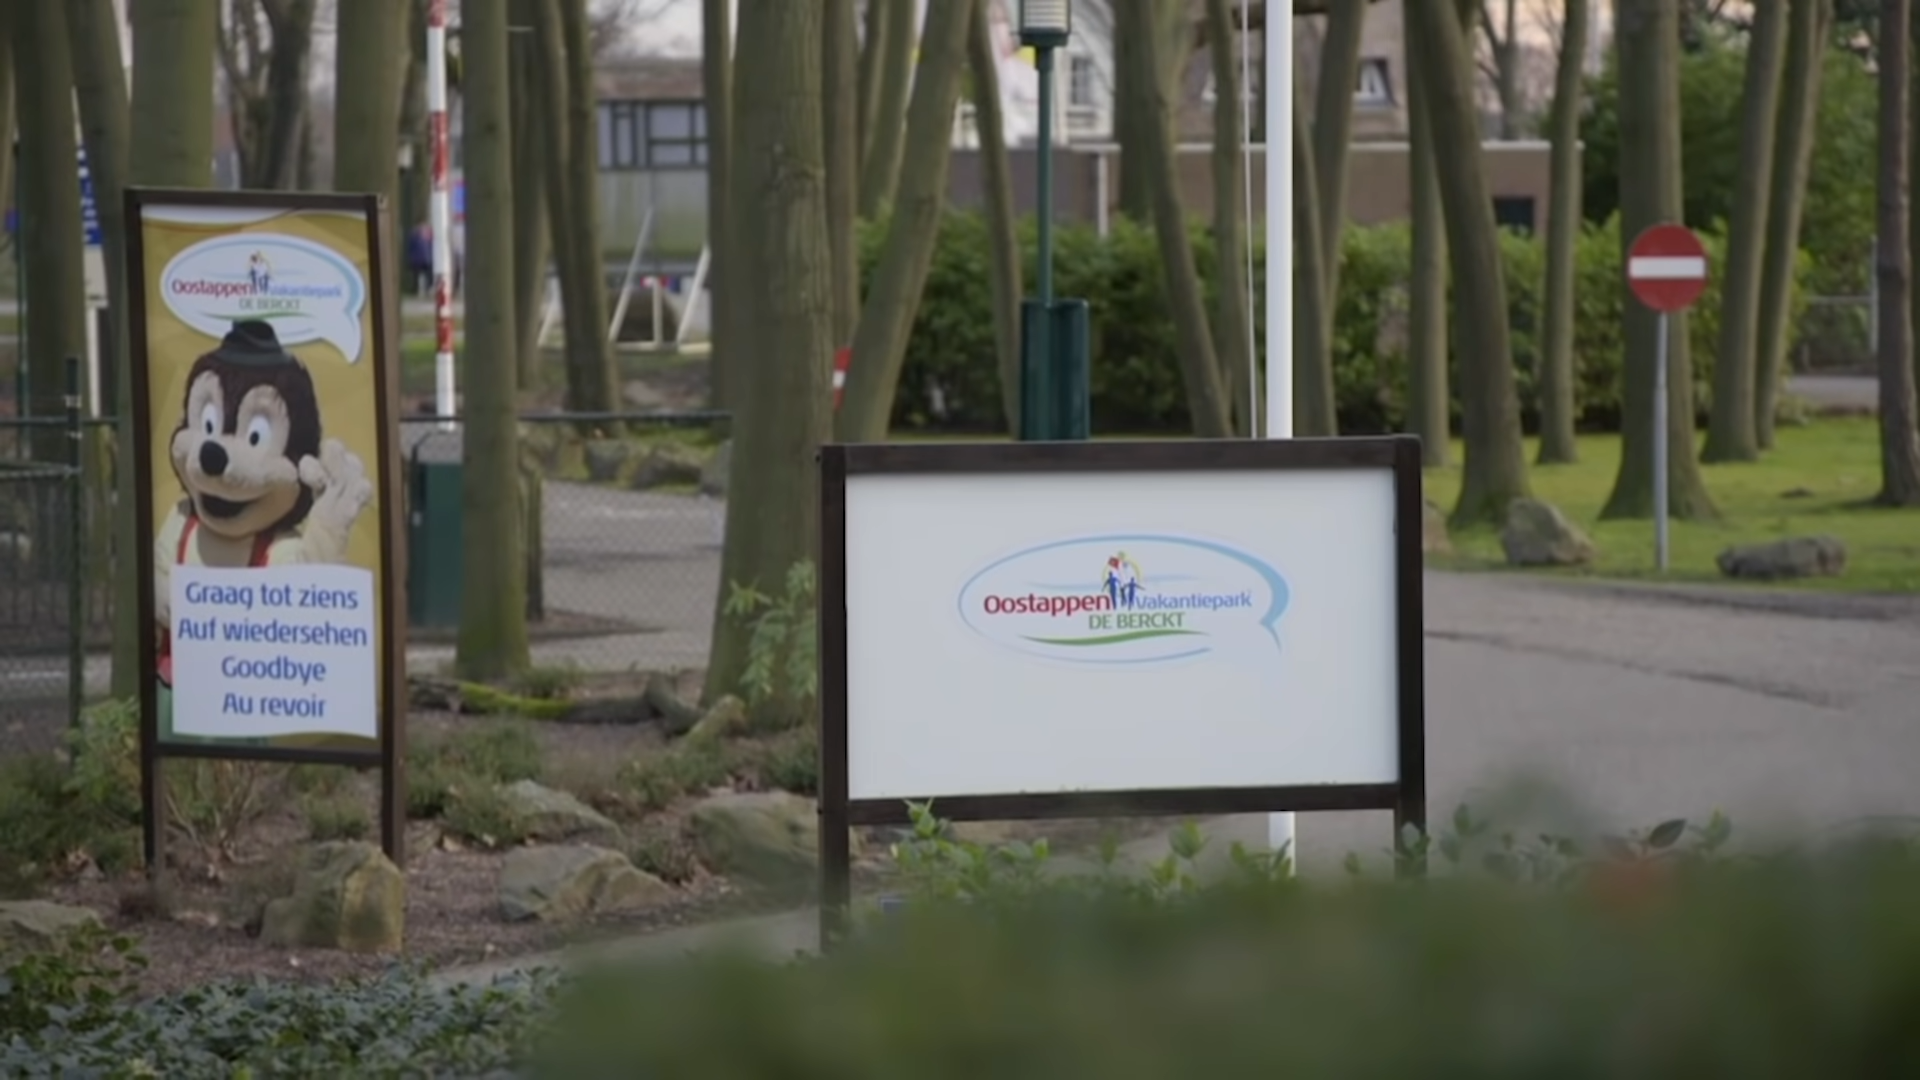 Oostappen vakantiepark
DE BERCKT
Graag tot ziens
Auf wiedersehen
Goodbye
Au revoir
Oostappen vakantiepark
DE BERCKT